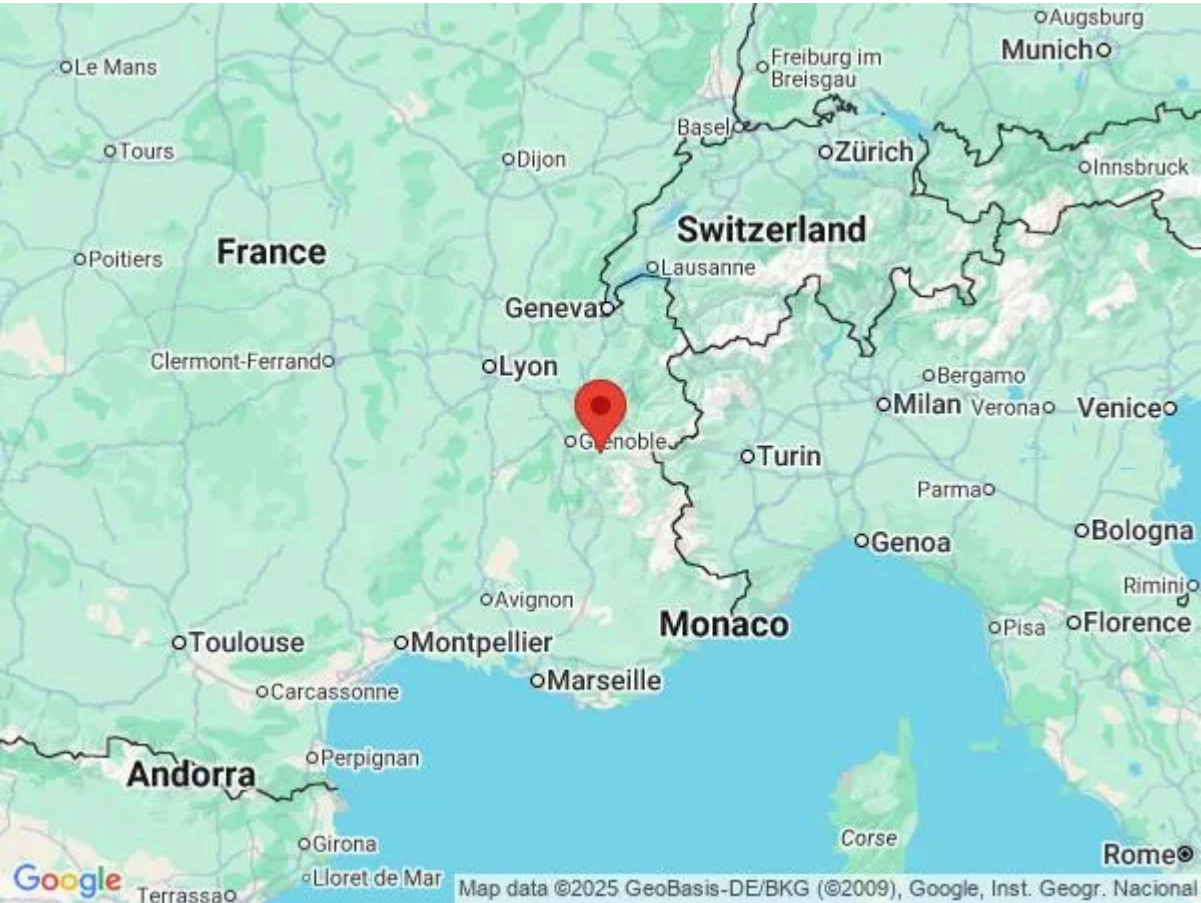 Augsburg
Munich
Le Mans
Freiburg im
Breisgau
Basel
Tours
Dijon
Zürich
Innsbruck
Switzerland
France
Poitiers
Lausanne
Geneva
Clermont-Ferrand
Lyon
Bergamo
Milan
Verona
Venice
Grenoble
Turin
Parma
Bologna
Genoa
Rimini
Avignon
Monaco
Pisa
Florence
Toulouse
Montpellier
Marseille
Carcassonne
Perpignan
Andorra
Corse
Girona
Rome
Google
Lloret de Mar
Terrassa
Map data ©2025 GeoBasis-DE/BKG (©2009), Google, Inst. Geogr. Nacional